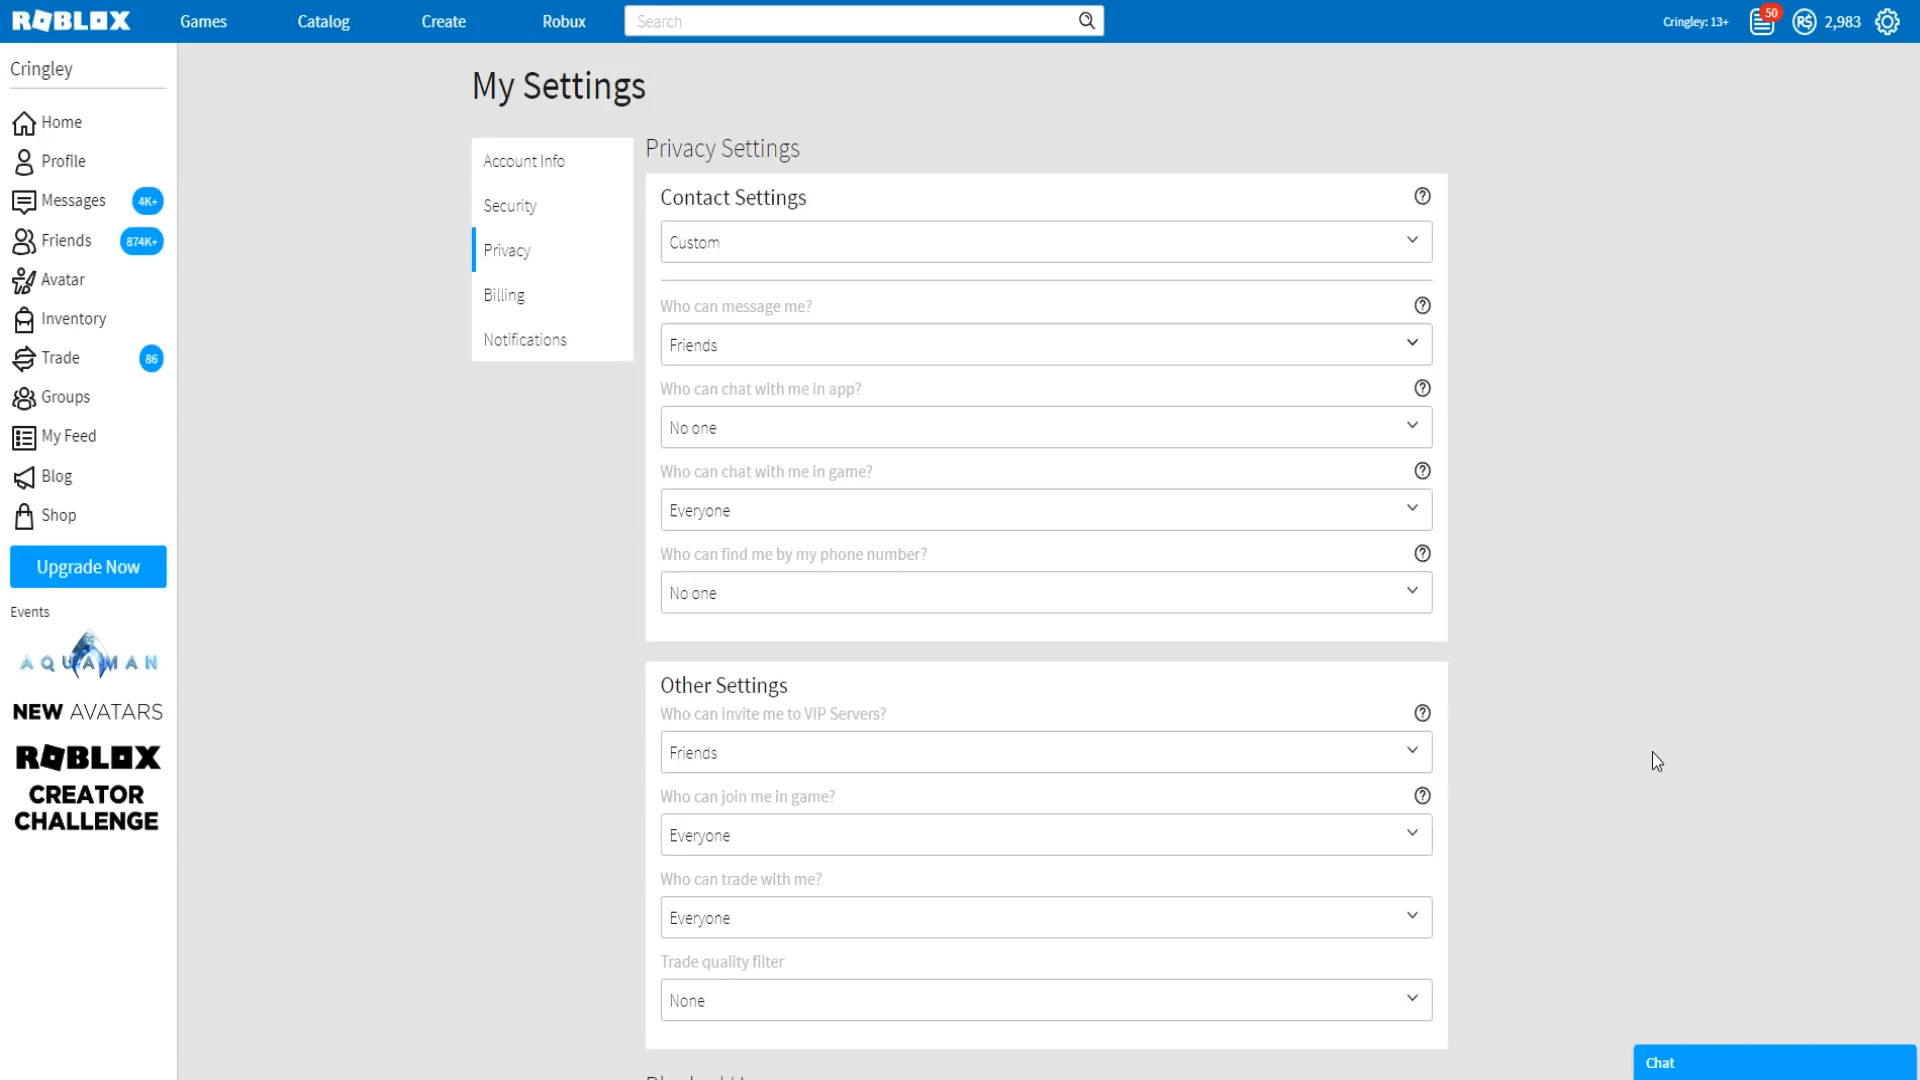 ROBLOX
Games
Catalog
Create
Robux
Search
Cringley: 13+
50
R$
2,983
Cringley
Home
Profile
Messages
4K+
Friends
874K+
Avatar
Inventory
Trade
86
Groups
My Feed
Blog
Shop
Upgrade Now
Events
DC
AQUAMAN
NEW AVATARS
ROBLOX
CREATOR
CHALLENGE
My Settings
Account Info
Security
Privacy
Billing
Notifications
Privacy Settings
Contact Settings
Custom
Who can message me?
Friends
Who can chat with me in app?
No one
Who can chat with me in game?
Everyone
Who can find me by my phone number?
No one
Other Settings
Who can invite me to VIP Servers?
Friends
Who can join me in game?
Everyone
Who can trade with me?
Everyone
Trade quality filter
None
Chat